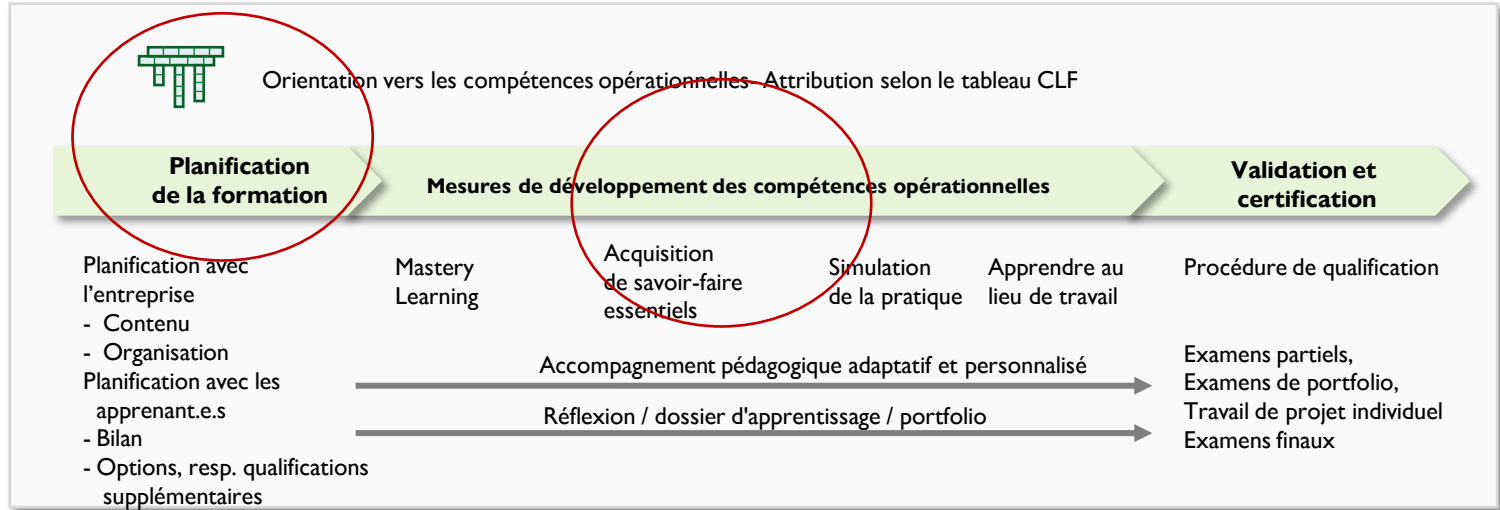 Orientation vers les compétences opérationnelles- Attribution selon le tableau CLF
Planification
de la formation
Mesures de développement des compétences opérationnelles
Validation et
certification
Planification avec
l'entreprise
- Contenu
- Organisation
Planification avec les
apprenant.e.s
- Bilan
- Options, resp. qualifications
supplémentaires
Mastery
Learning
Acquisition
de savoir-faire
essentiels
Simulation
de la pratique
Apprendre au
lieu de travail
Accompagnement pédagogique adaptatif et personnalisé
Réflexion / dossier d'apprentissage / portfolio
Procédure de qualification
Examens partiels,
Examens de portfolio,
Travail de projet individuel
Examens finaux